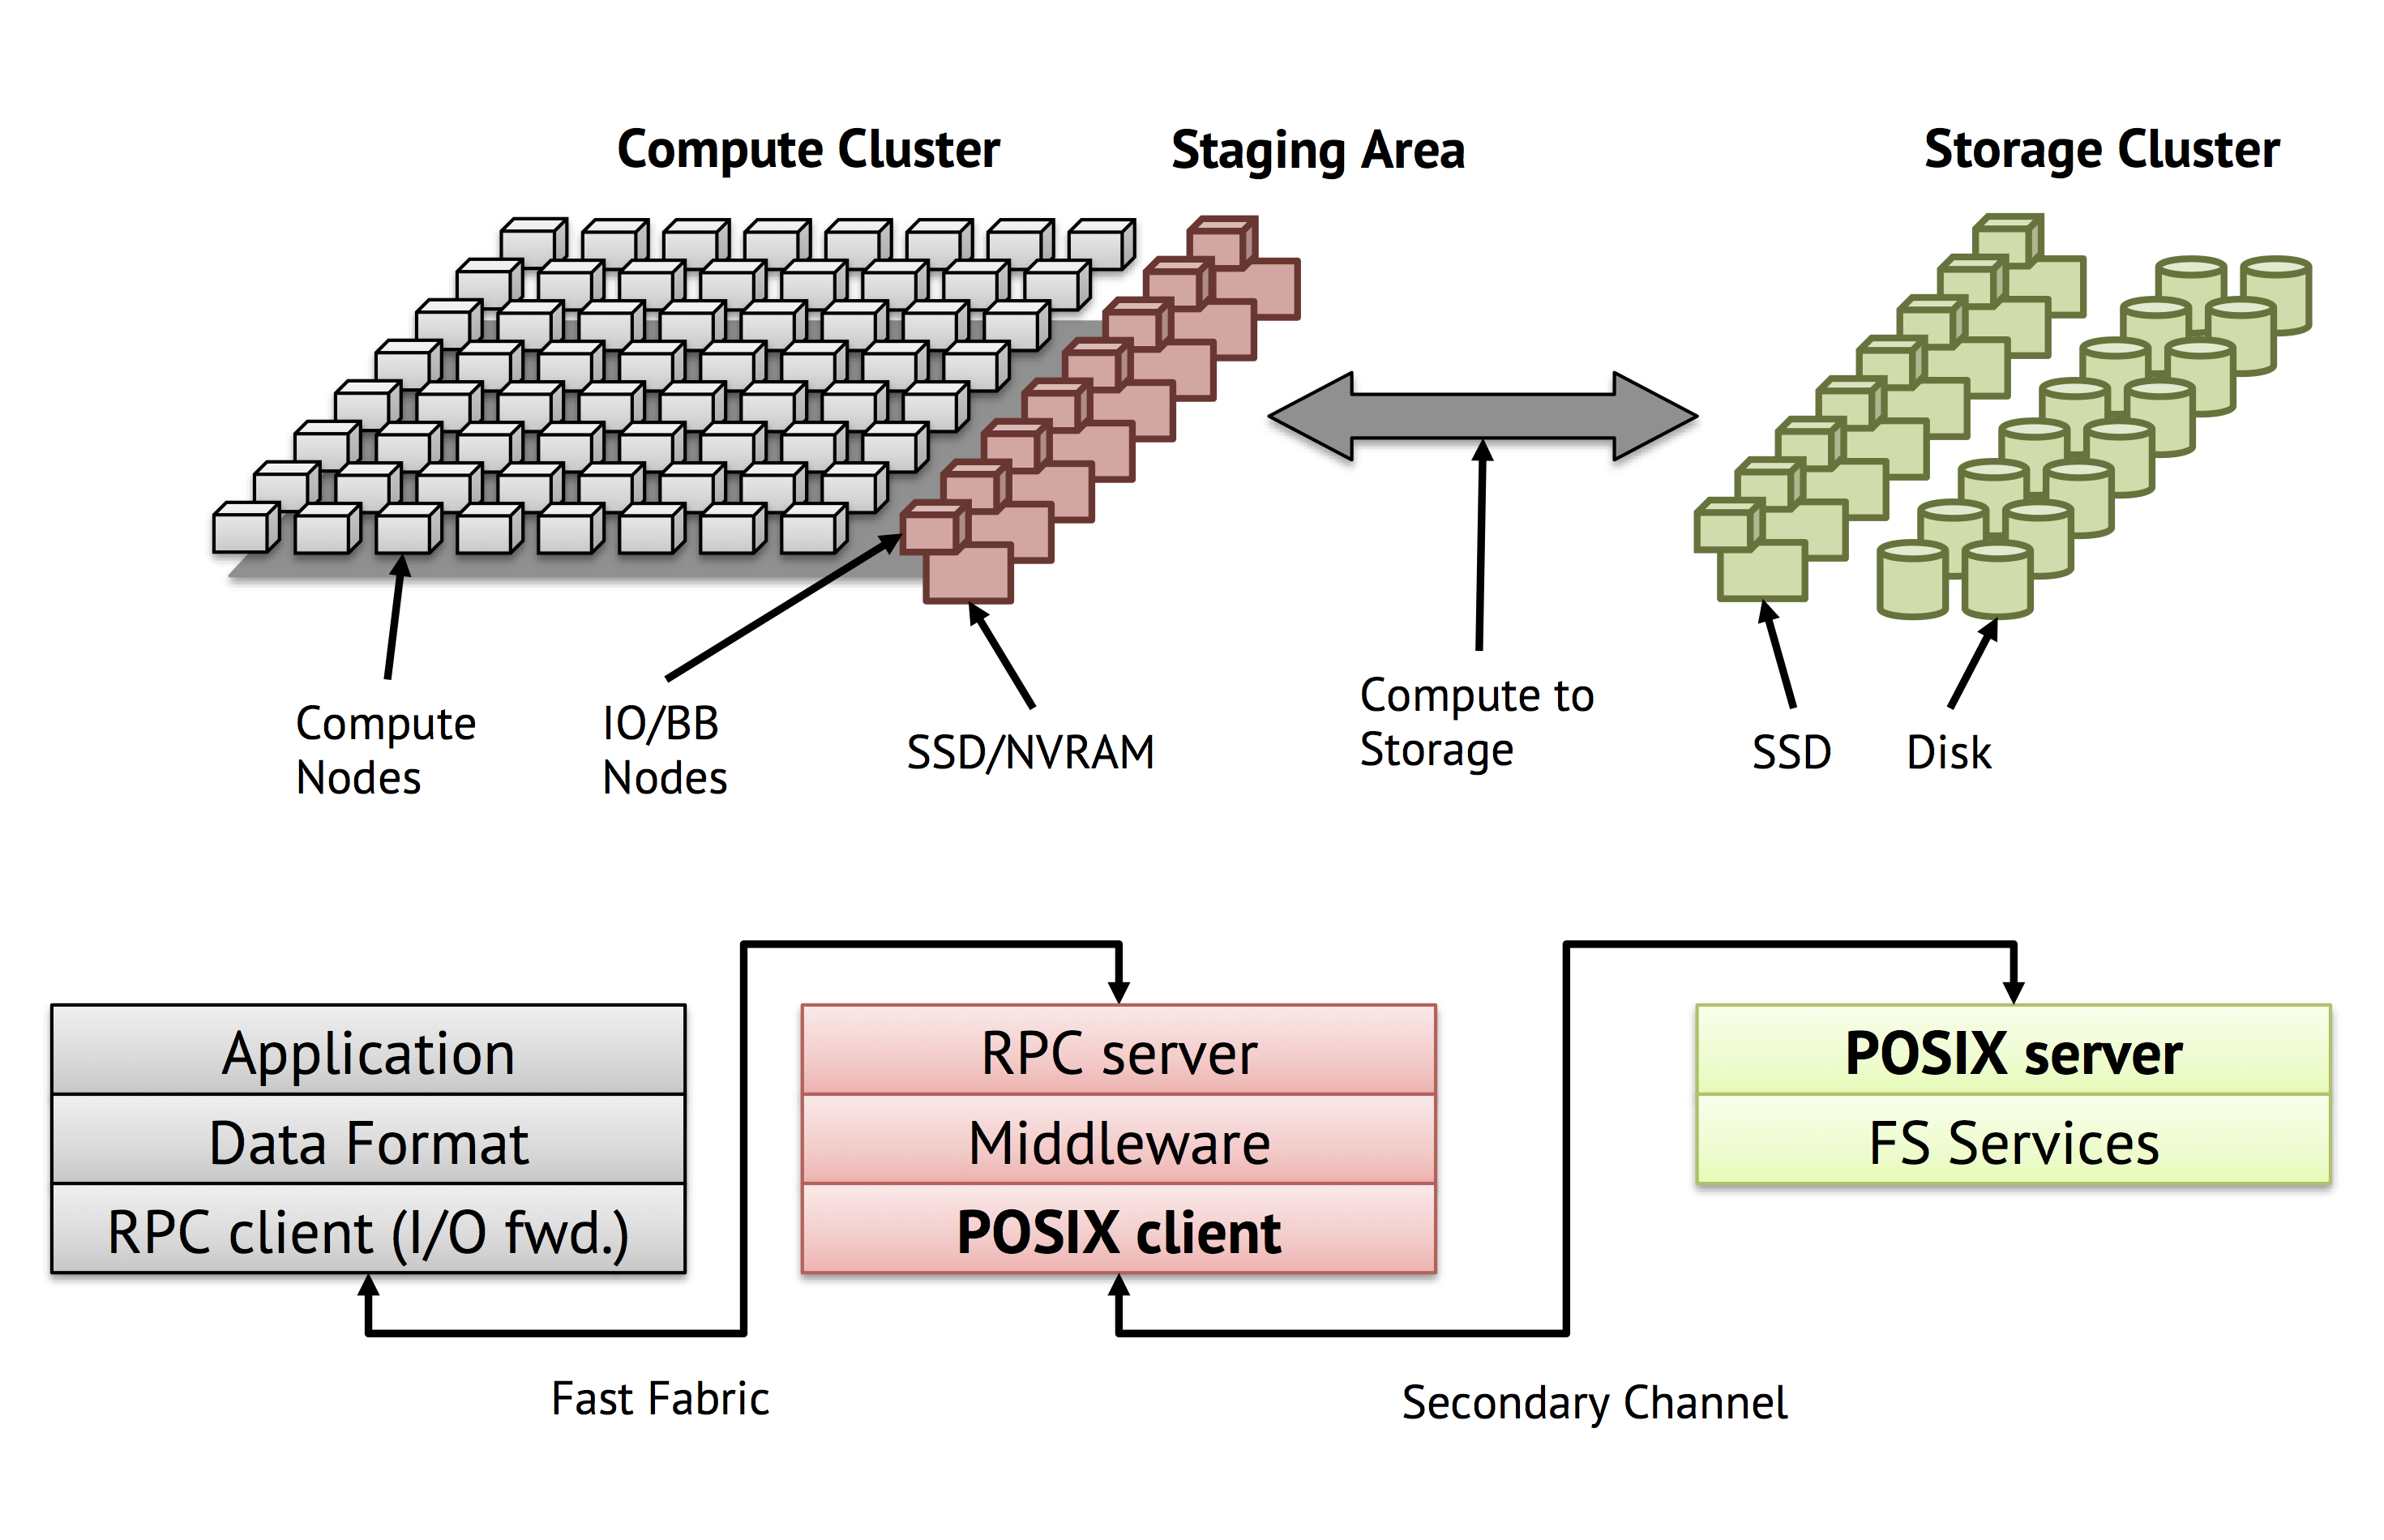 Compute Cluster
Staging Area
Storage Cluster
Compute
Nodes
IO/BB
Nodes
SSD/NVRAM
Compute to
Storage
SSD
Disk
Application
Data Format
RPC client (I/O fwd.)
RPC server
Middleware
POSIX client
POSIX server
FS Services
Fast Fabric
Secondary Channel